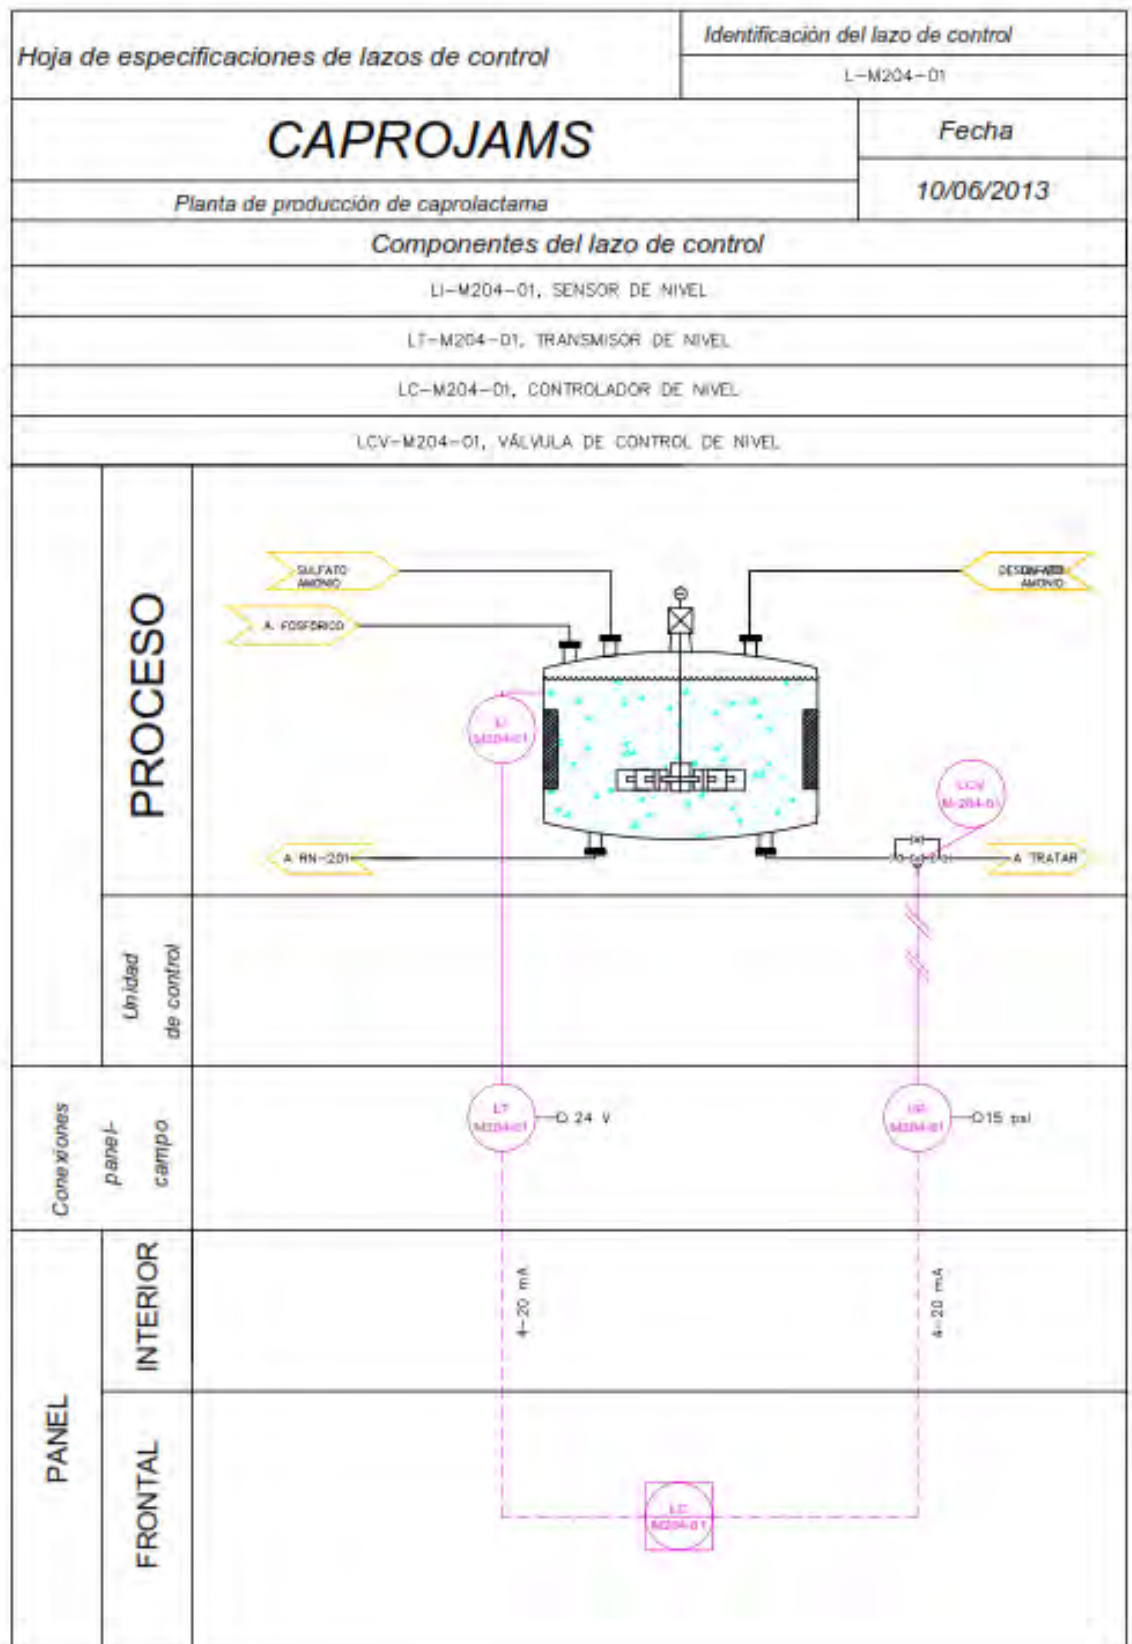 Hoja de especificaciones de lazos de control
Identificación del lazo de control
L-M204-01
CAPROJAMS
Fecha
Planta de producción de caprolactama
10/06/2013
Componentes del lazo de control
LI-M204-01, SENSOR DE NIVEL
LT-M204-01, TRANSMISOR DE NIVEL
LC-M204-01, CONTROLADOR DE NIVEL
LCV-M204-01, VÁLVULA DE CONTROL DE NIVEL
PROCESO
SULFATO
AMONIO
AMONIO
A. FOSFÓRICO
LI
M204-01
LCV
M-204-01
A RN-201
A TRATAR
Unidad
de control
Conexiones
panel-
campo
LT
M204-01
24 V
M204-01
15 psi
PANEL
INTERIOR
4-20 mA
4-20 mA
FRONTAL
LC
M204-01